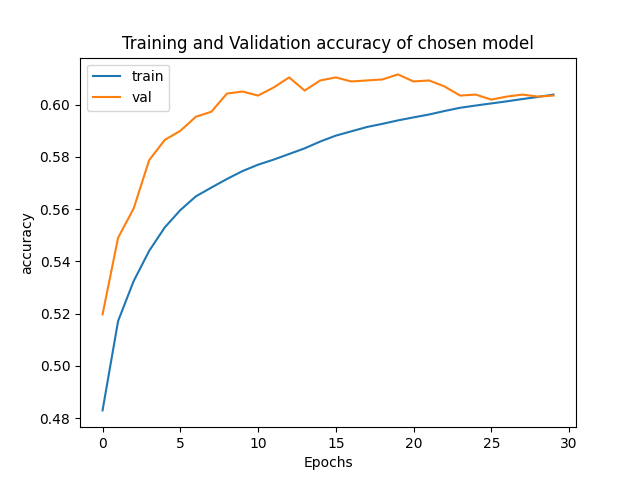 Training and Validation accuracy of chosen model
train
val
0.60
0.58
0.56
0.54
0.52
0.50
0.48
accuracy
0 5 10 15 20 25 30
Epochs